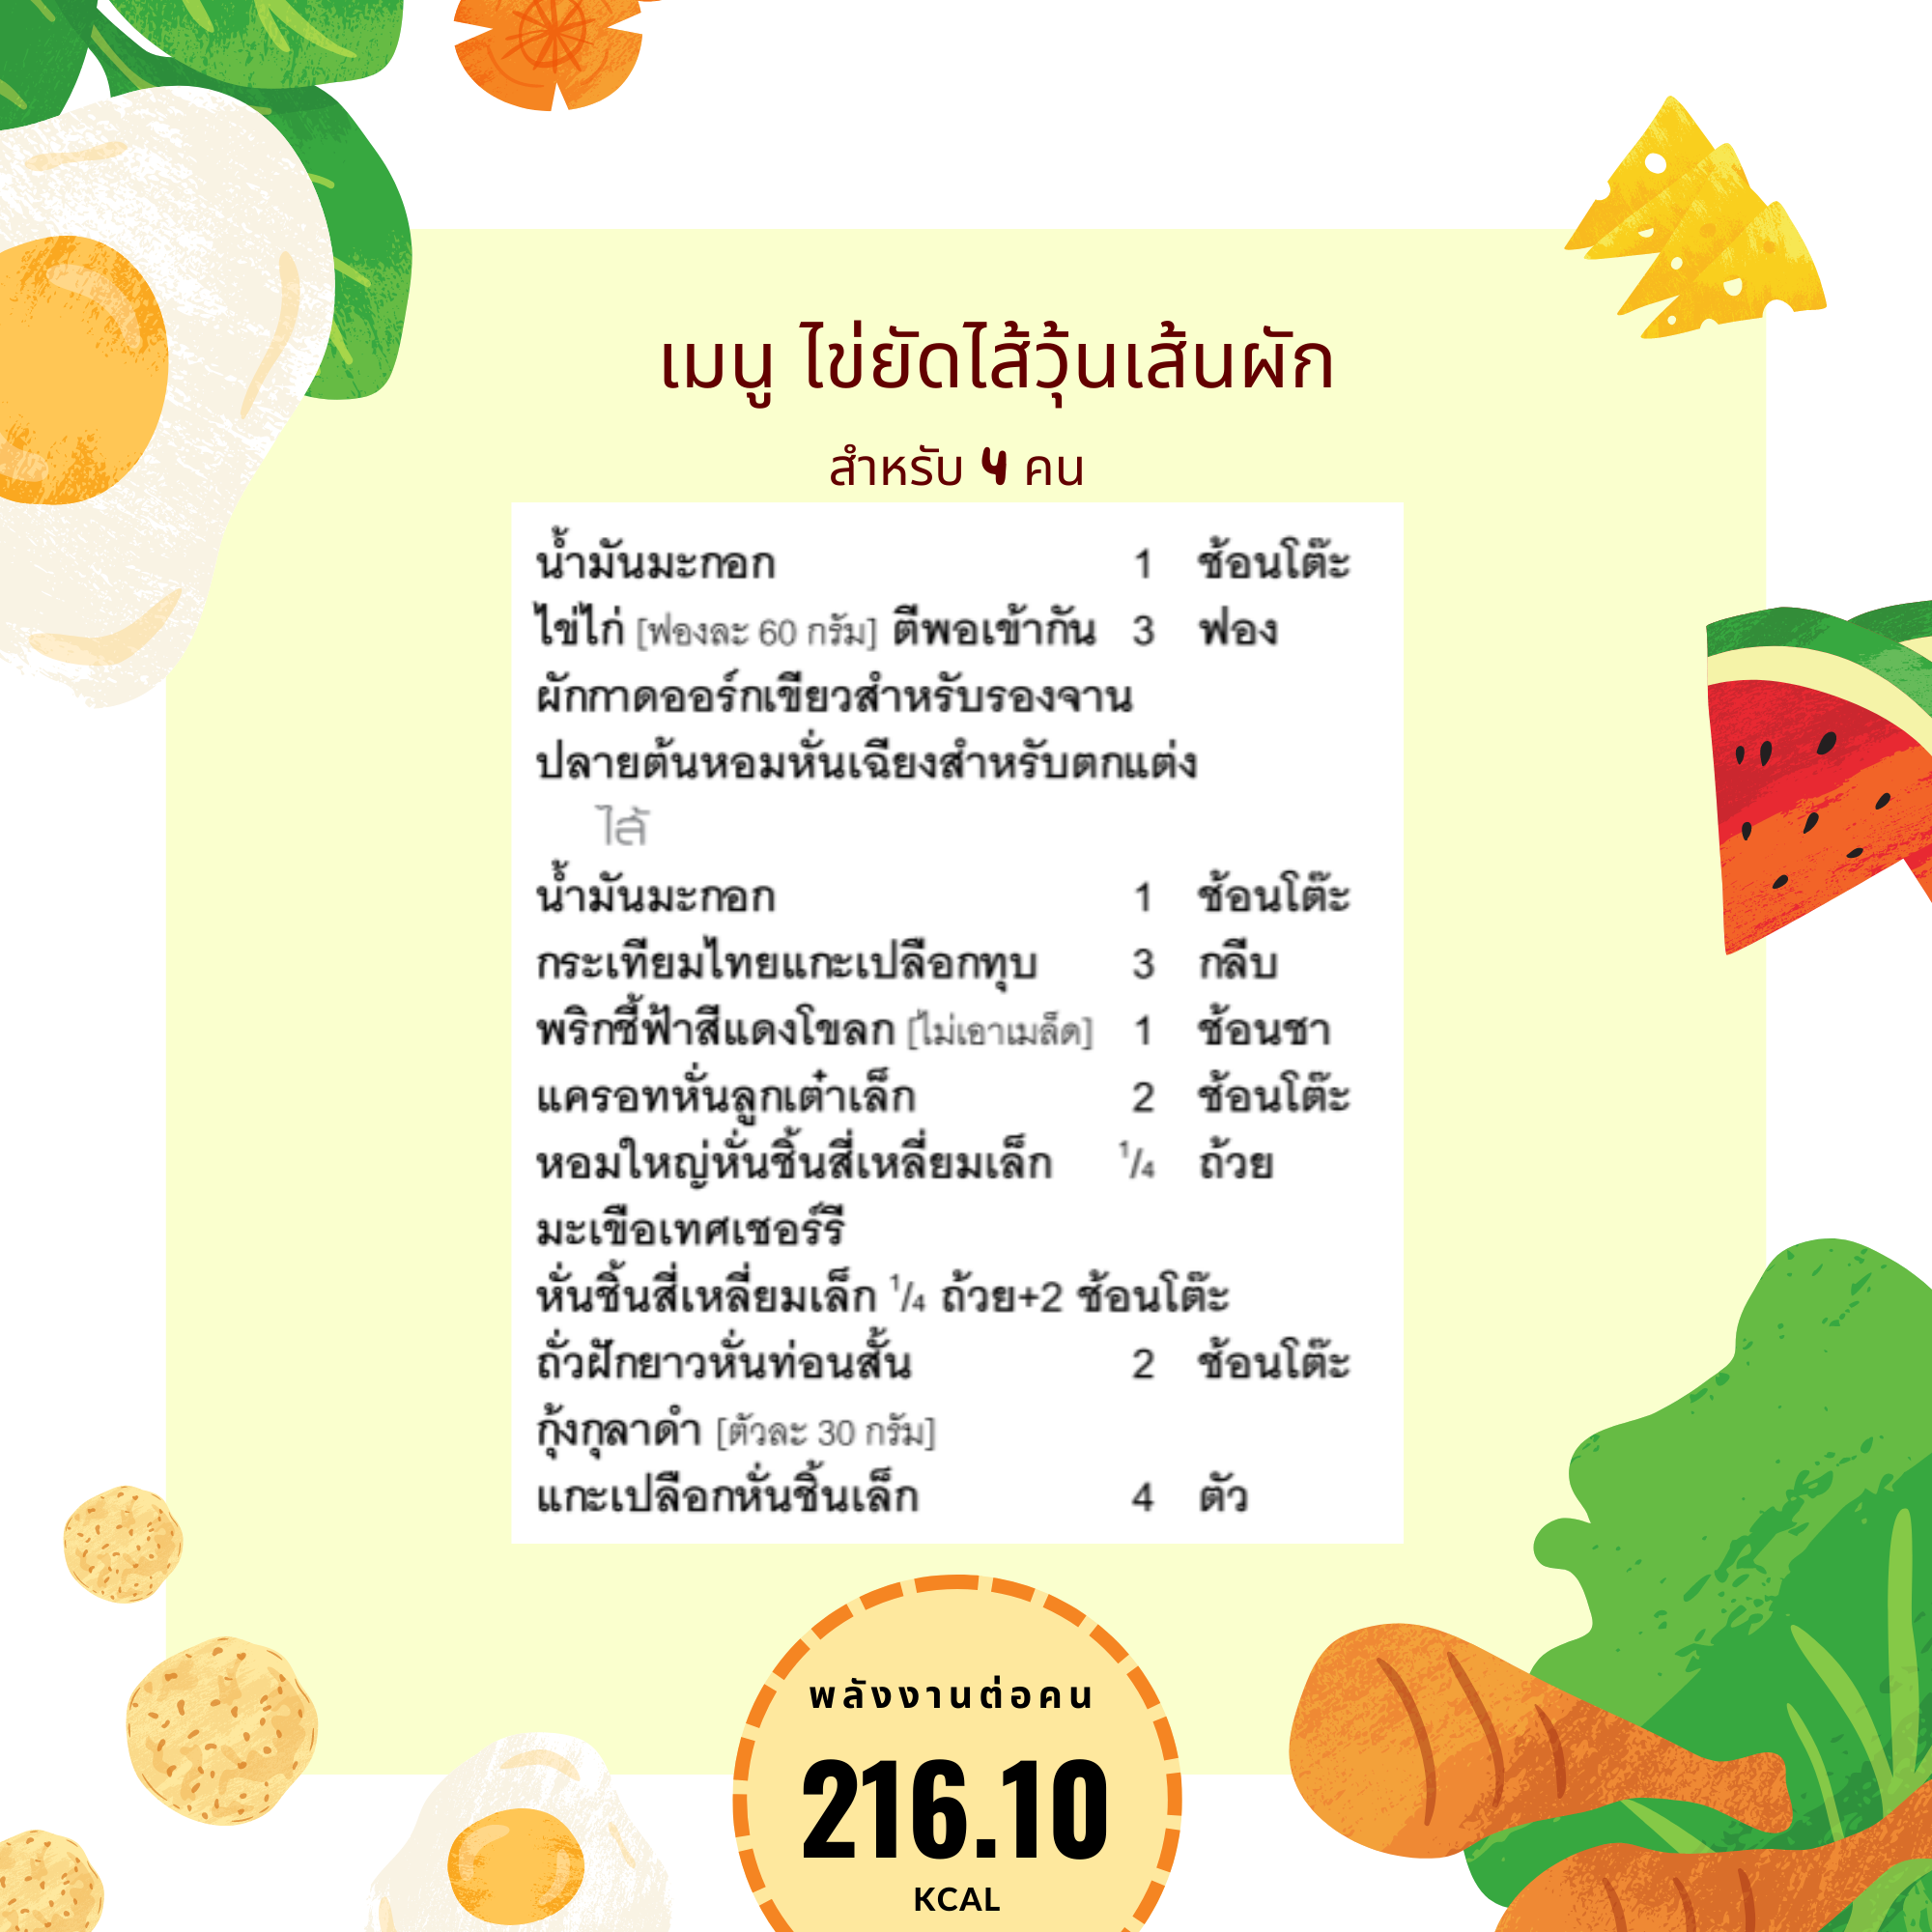 เมนู ไข่ยัดไส้วุ้นเส้นผัก
สำหรับ 4 คน
น้ำมันมะกอก 1 ช้อนโต๊ะ
ไข่ไก่ [ฟองละ 60 กรัม] ตีพอเข้ากัน 3 ฟอง
ผักกาดออร์กเขียวสำหรับรองจาน
ปลายต้นหอมหั่นเฉียงสำหรับตกแต่ง
ไส้
น้ำมันมะกอก 1 ช้อนโต๊ะ
กระเทียมไทยแกะเปลือกทุบ 3 กลีบ
พริกชี้ฟ้าสีแดงโขลก [ไม่เอาเมล็ด] 1 ช้อนชา
แครอทหั่นลูกเต๋าเล็ก 2 ช้อนโต๊ะ
หอมใหญ่หั่นชิ้นสี่เหลี่ยมเล็ก 1/4 ถ้วย
มะเขือเทศเชอร์รี
หั่นชิ้นสี่เหลี่ยมเล็ก 1/4 ถ้วย+2 ช้อนโต๊ะ
ถั่วฝักยาวหั่นท่อนสั้น 2 ช้อนโต๊ะ
กุ้งกุลาดำ [ตัวละ 30 กรัม]
แกะเปลือกหั่นชิ้นเล็ก 4 ตัว
พลังงานต่อคน
216.10
KCAL